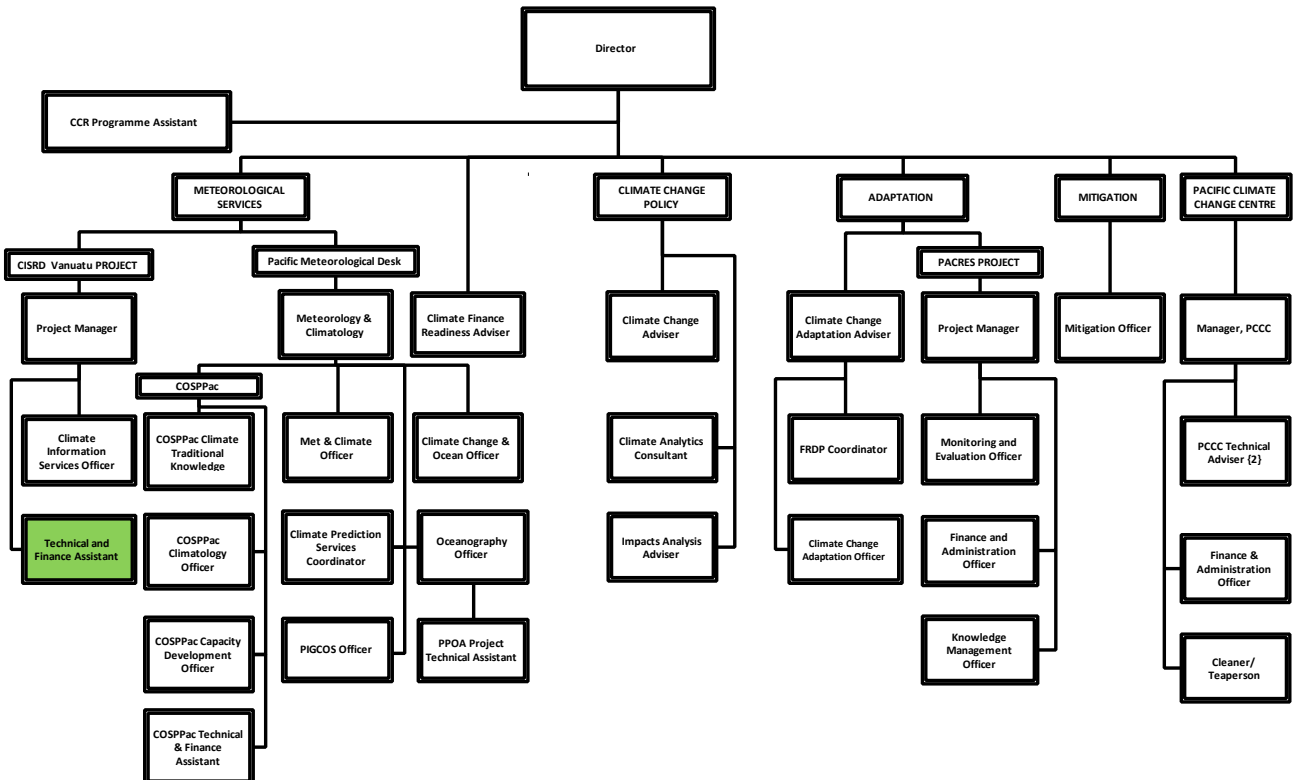 Director
CCR Programme Assistant
METEOROLOGICAL
SERVICES
CLIMATE CHANGE
POLICY
ADAPTATION
MITIGATION
PACIFIC CLIMATE
CHANGE CENTRE
CISRD Vanuatu PROJECT
Pacific Meteorological Desk
PACRES PROJECT
Project Manager
Meteorology &
Climatology
Climate Finance
Readiness Adviser
Climate Change
Adviser
Climate Change
Adaptation Adviser
Project Manager
Mitigation Officer
Manager, PCCC
COSPPac
Climate
Information
Services Officer
COSPPac Climate
Traditional
Knowledge
Met & Climate
Officer
Climate Change &
Ocean Officer
Climate Analytics
Consultant
FRDP Coordinator
Monitoring and
Evaluation Officer
PCCC Technical
Adviser {2}
Technical and
Finance Assistant
COSPPac
Climatology
Officer
Climate Prediction
Services
Coordinator
Oceanography
Officer
Impacts Analysis
Adviser
Climate Change
Adaptation Officer
Finance and
Administration
Officer
Finance &
Administration
Officer
COSPPac Capacity
Development
Officer
PIGCOS Officer
PPOA Project
Technical Assistant
Knowledge
Management
Officer
Cleaner/
Teaperson
COSPPac Technical
& Finance
Assistant